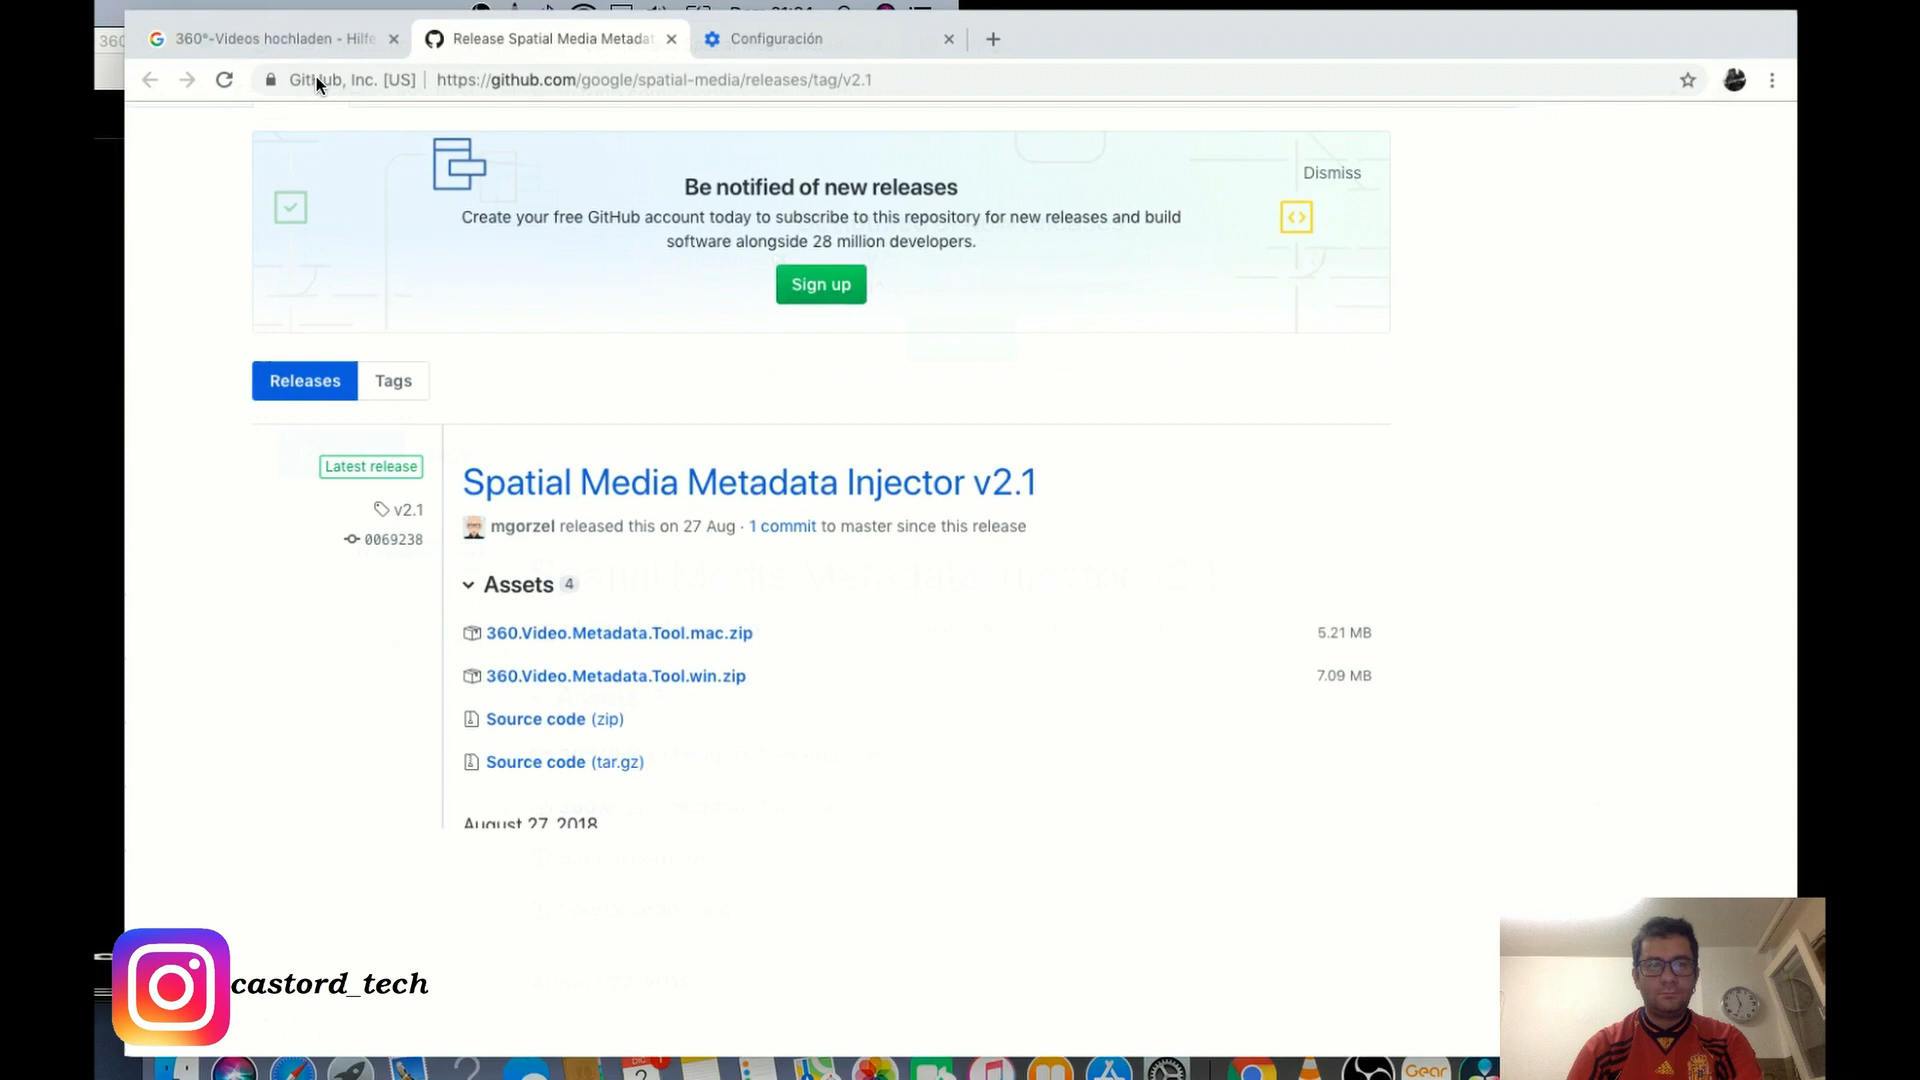 360°-Videos hochladen - Hilfe
Release Spatial Media Metadat
Configuración
GitHub, Inc. [US]
https://github.com/google/spatial-media/releases/tag/v2.1
Be notified of new releases
Dismiss
Create your free GitHub account today to subscribe to this repository for new releases and build
software alongside 28 million developers.
Sign up
Releases
Tags
Latest release
Spatial Media Metadata Injector v2.1
v2.1
mgorzel released this on 27 Aug · 1 commit to master since this release
0069238
Assets 4
360.Video.Metadata.Tool.mac.zip
5.21 MB
360.Video.Metadata.Tool.win.zip
7.09 MB
Source code (zip)
Source code (tar.gz)
August 27, 2018
castord_tech
DIC
2
Gear